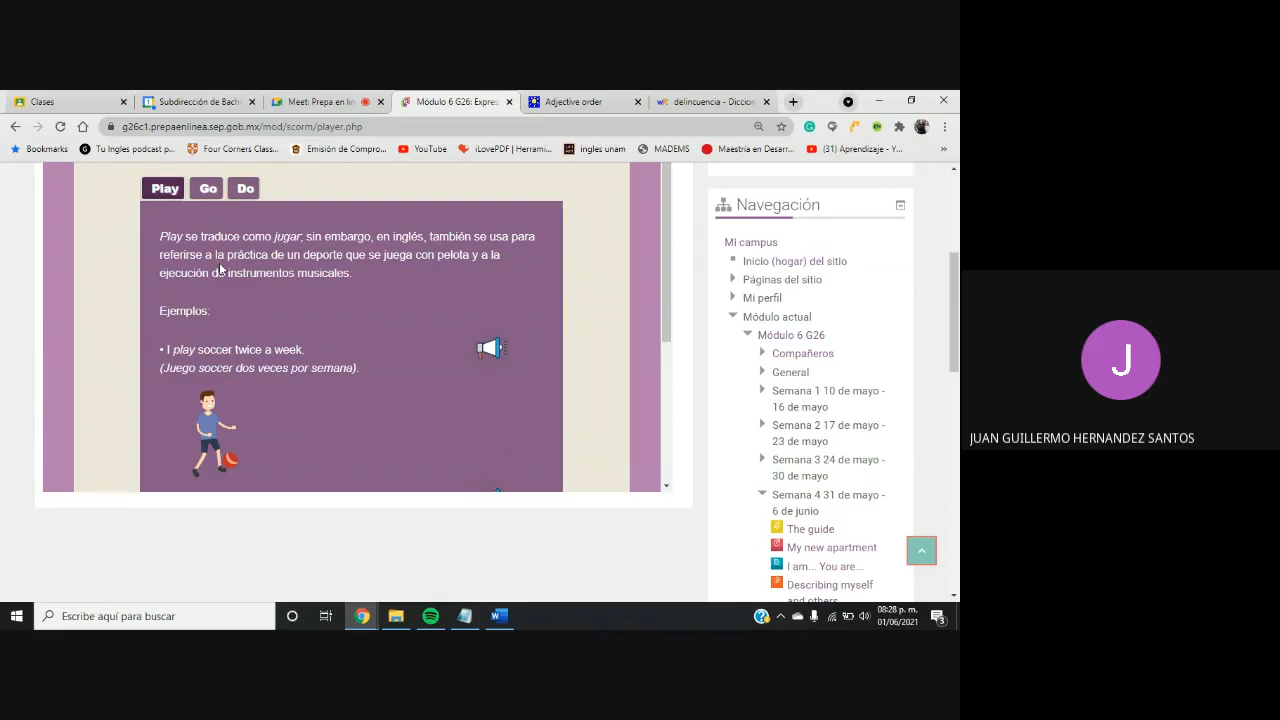 Clases
Subdirección de Bach
Meet: Prepa en lín
Módulo 6 G26: Expres
Adjective order
delincuencia - Diccion
g26c1.prepaenlinea.sep.gob.mx/mod/scorm/player.php
Bookmarks
Tu Ingles podcast p...
Four Corners Class...
Emisión de Compro...
YouTube
iLovePDF | Herrami...
ingles unam
MADEMS
Maestría en Desarr...
(31) Aprendizaje - Y...
»
Play
Go
Do
Play se traduce como jugar; sin embargo, en inglés, también se usa para
referirse a la práctica de un deporte que se juega con pelota y a la
ejecución de instrumentos musicales.
Ejemplos:
• I play soccer twice a week.
(Juego soccer dos veces por semana).
Navegación
Mi campus
Inicio (hogar) del sitio
Páginas del sitio
Mi perfil
Módulo actual
Módulo 6 G26
Compañeros
General
Semana 1 10 de mayo -
16 de mayo
Semana 2 17 de mayo -
23 de mayo
Semana 3 24 de mayo -
30 de mayo
Semana 4 31 de mayo -
6 de junio
The guide
My new apartment
I am... You are...
Describing myself
and others
J
JUAN GUILLERMO HERNANDEZ SANTOS
Escribe aquí para buscar
08:28 p. m.
01/06/2021
3